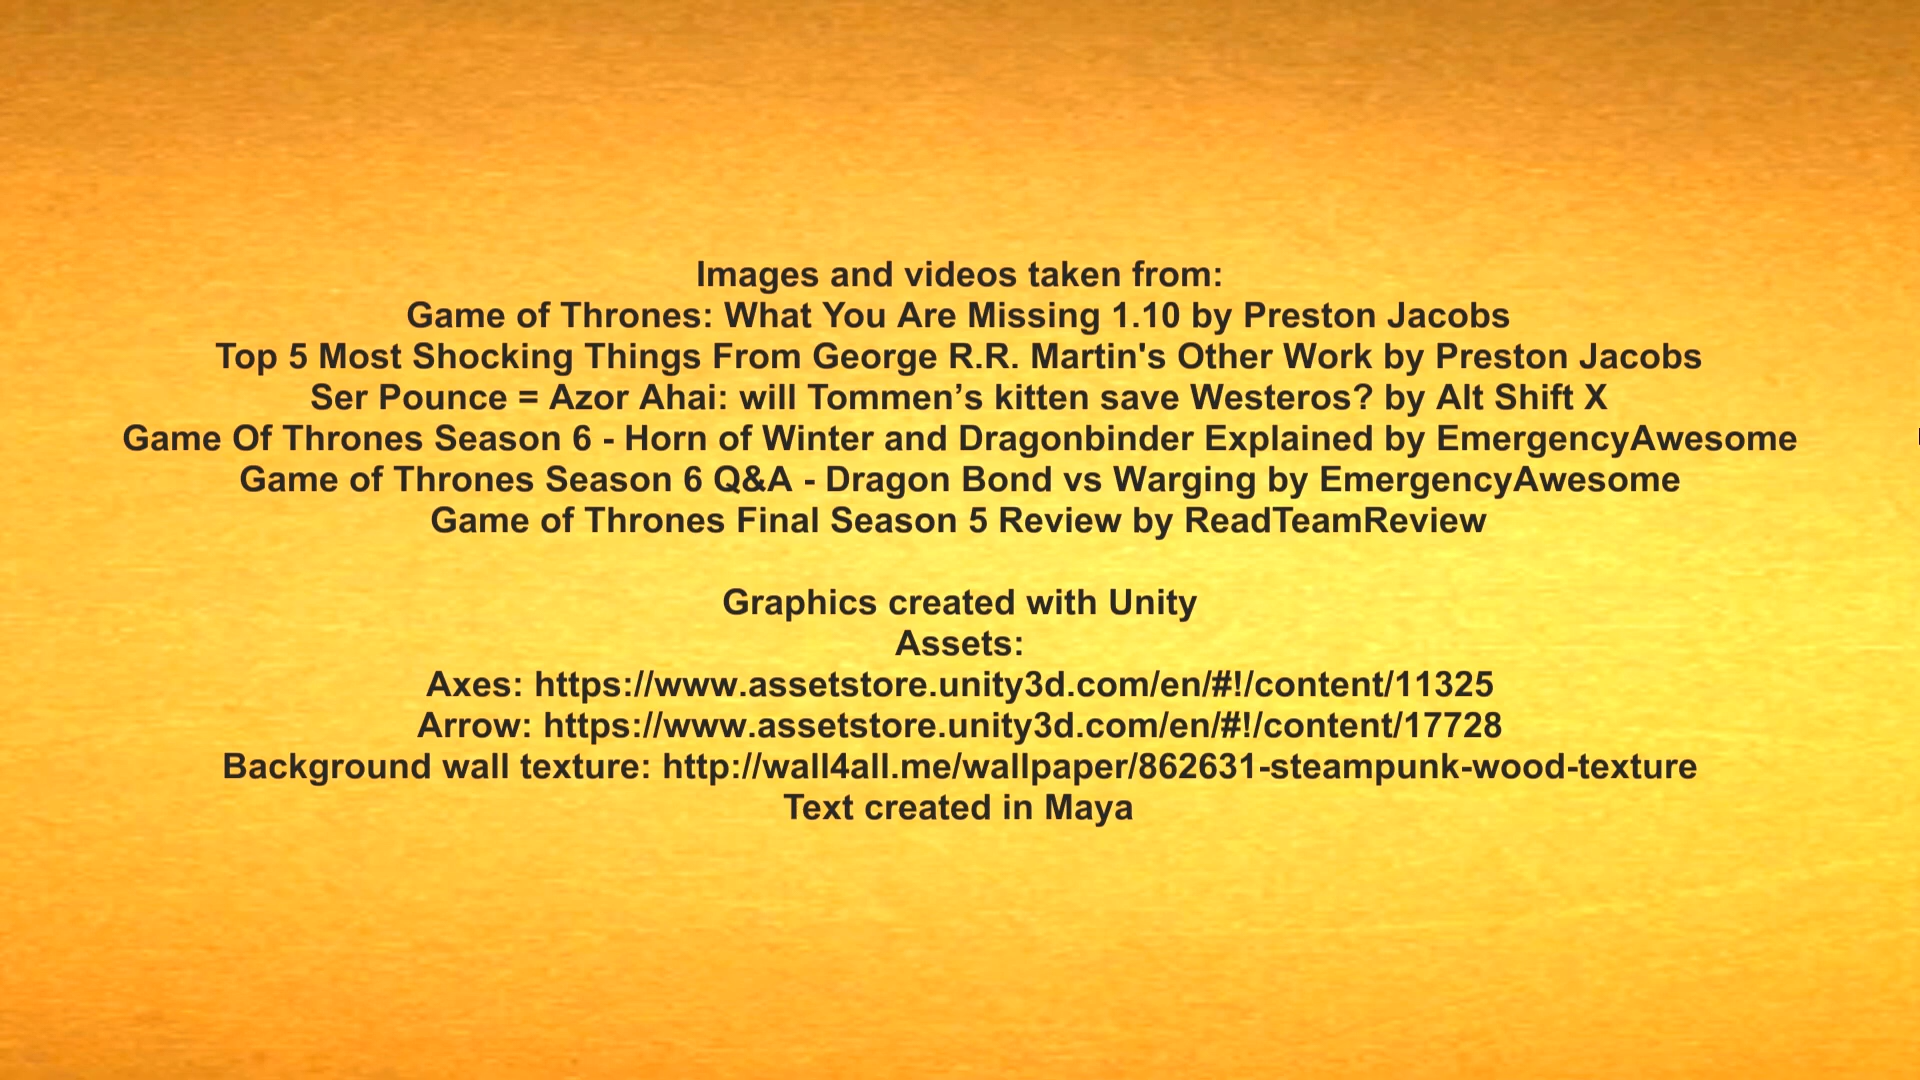 Images and videos taken from:
Game of Thrones: What You Are Missing 1.10 by Preston Jacobs
Top 5 Most Shocking Things From George R.R. Martin's Other Work by Preston Jacobs
Ser Pounce = Azor Ahai: will Tommen’s kitten save Westeros? by Alt Shift X
Game Of Thrones Season 6 - Horn of Winter and Dragonbinder Explained by EmergencyAwesome
Game of Thrones Season 6 Q&A - Dragon Bond vs Warging by EmergencyAwesome
Game of Thrones Final Season 5 Review by ReadTeamReview
Graphics created with Unity
Assets:
Axes: https://www.assetstore.unity3d.com/en/#!/content/11325
Arrow: https://www.assetstore.unity3d.com/en/#!/content/17728
Background wall texture: http://wall4all.me/wallpaper/862631-steampunk-wood-texture
Text created in Maya